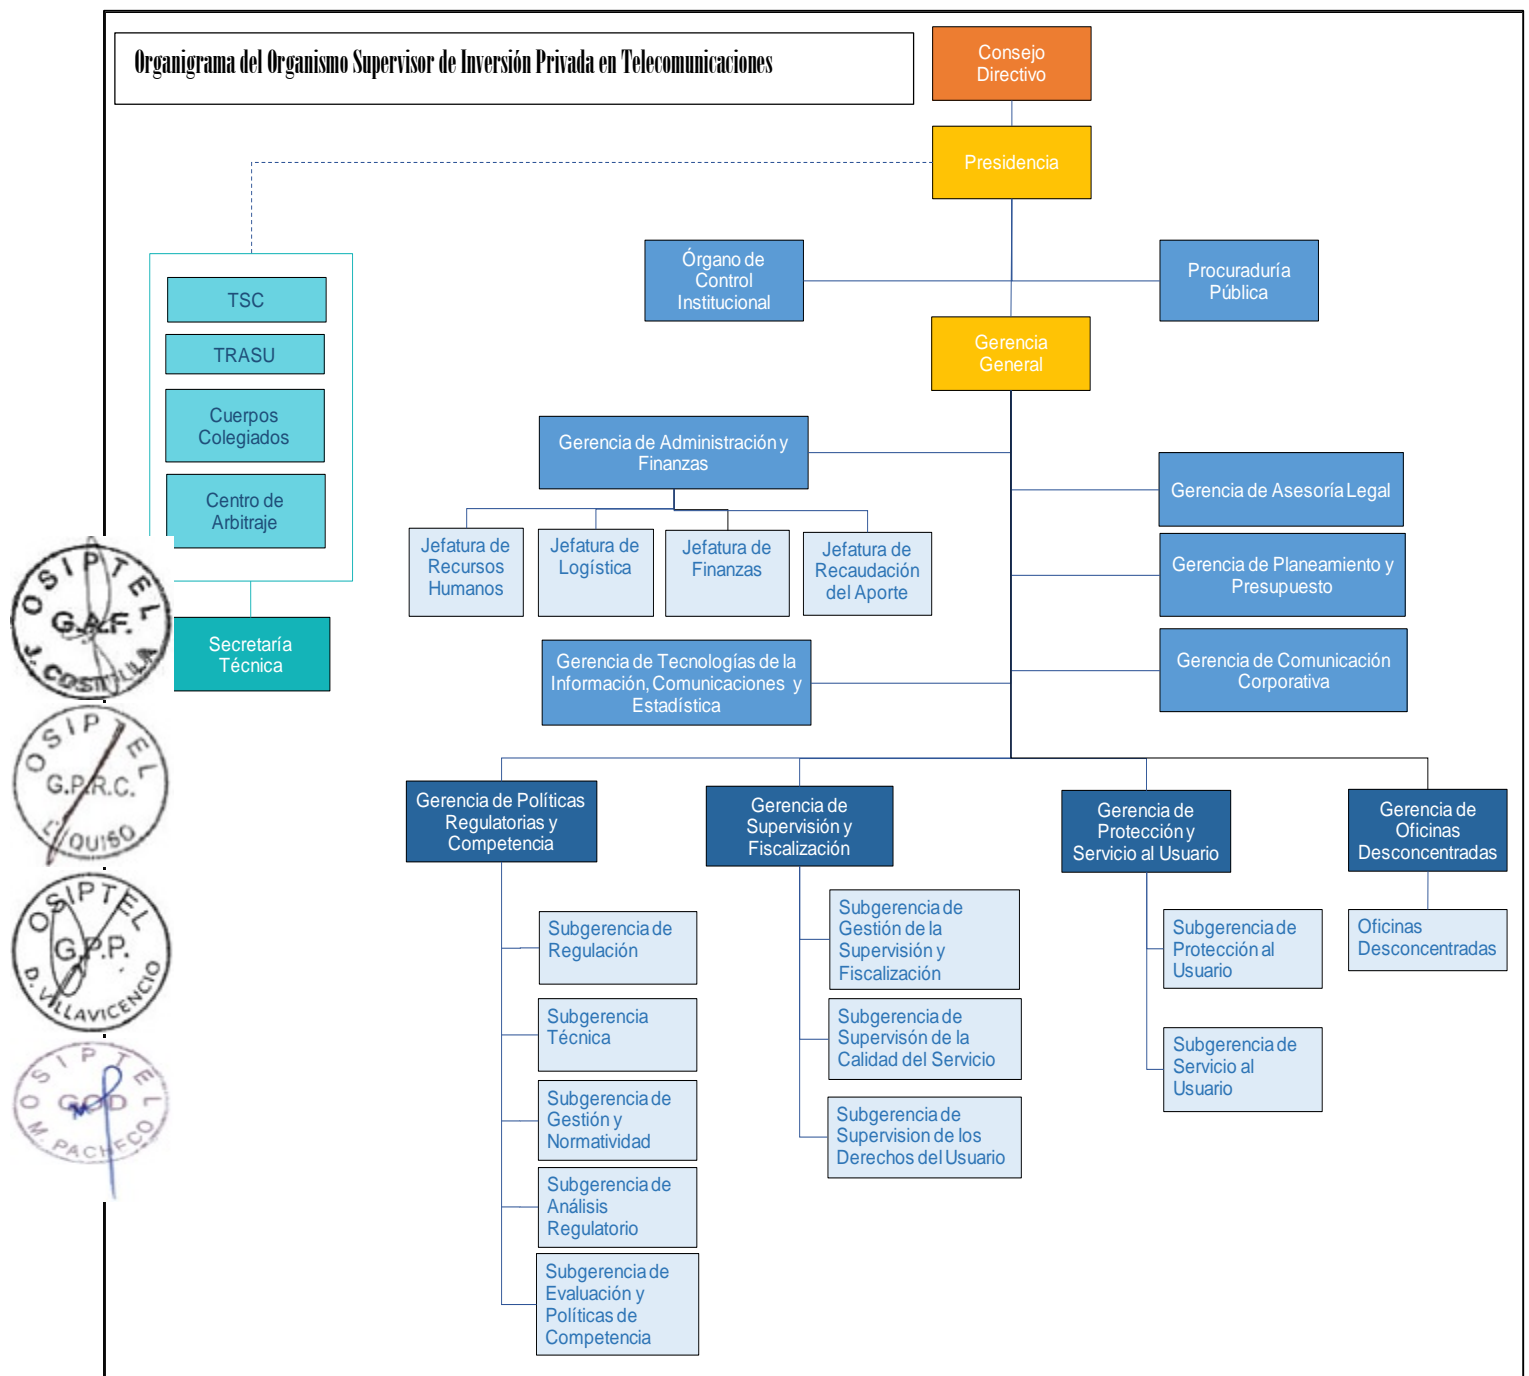 Organigrama del Organismo Supervisor de Inversión Privada en Telecomunicaciones
Consejo
Directivo
Presidencia
Órgano de
Control
Institucional
Procuraduría
Pública
TSC
TRASU
Cuerpos
Colegiados
Centro de
Arbitraje
Secretaría
Técnica
Gerencia
General
Gerencia de Administración y
Finanzas
Jefatura de
Recursos
Humanos
Jefatura de
Logística
Jefatura de
Finanzas
Jefatura de
Recaudación
del Aporte
Gerencia de Asesoría Legal
Gerencia de Planeamiento y
Presupuesto
Gerencia de Tecnologías de la
Información, Comunicaciones y
Estadística
Gerencia de Comunicación
Corporativa
Gerencia de Políticas
Regulatorias y
Competencia
Subgerencia de
Regulación
Subgerencia
Técnica
Subgerencia de
Gestión y
Normatividad
Subgerencia de
Análisis
Regulatorio
Subgerencia de
Evaluación y
Políticas de
Competencia
Gerencia de
Supervisión y
Fiscalización
Subgerencia de
Gestión de la
Supervisión y
Fiscalización
Subgerencia de
Supervisón de la
Calidad del Servicio
Subgerencia de
Supervision de los
Derechos del Usuario
Gerencia de
Protección y
Servicio al Usuario
Subgerencia de
Protección al
Usuario
Subgerencia de
Servicio al
Usuario
Gerencia de
Oficinas
Desconcentradas
Oficinas
Desconcentradas
OSIPTEL
G.A.F.
J.
OSIPTEL
G.P.R.C.
OSIPTEL
G.P.P.
D. VILLAVICENCIO
OSIPTEL
GOD
M. PACHECO